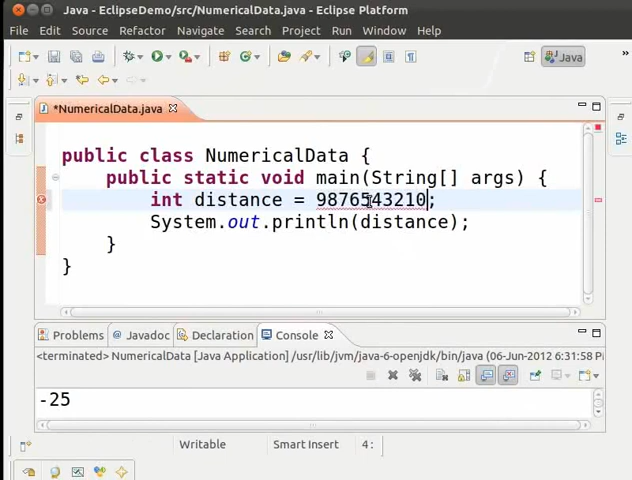 Java - EclipseDemo/src/NumericalData.java - Eclipse Platform
File Edit Source Refactor Navigate Search Project Run Window Help
Java
*NumericalData.java
public class NumericalData {
public static void main(String[] args) {
int distance = 9876543210;
System.out.println(distance);
}
}
Problems Javadoc Declaration Console
<terminated> NumericalData [Java Application] /usr/lib/jvm/java-6-openjdk/bin/java (06-Jun-2012 6:31:58
-25
Writable Smart Insert 4 :